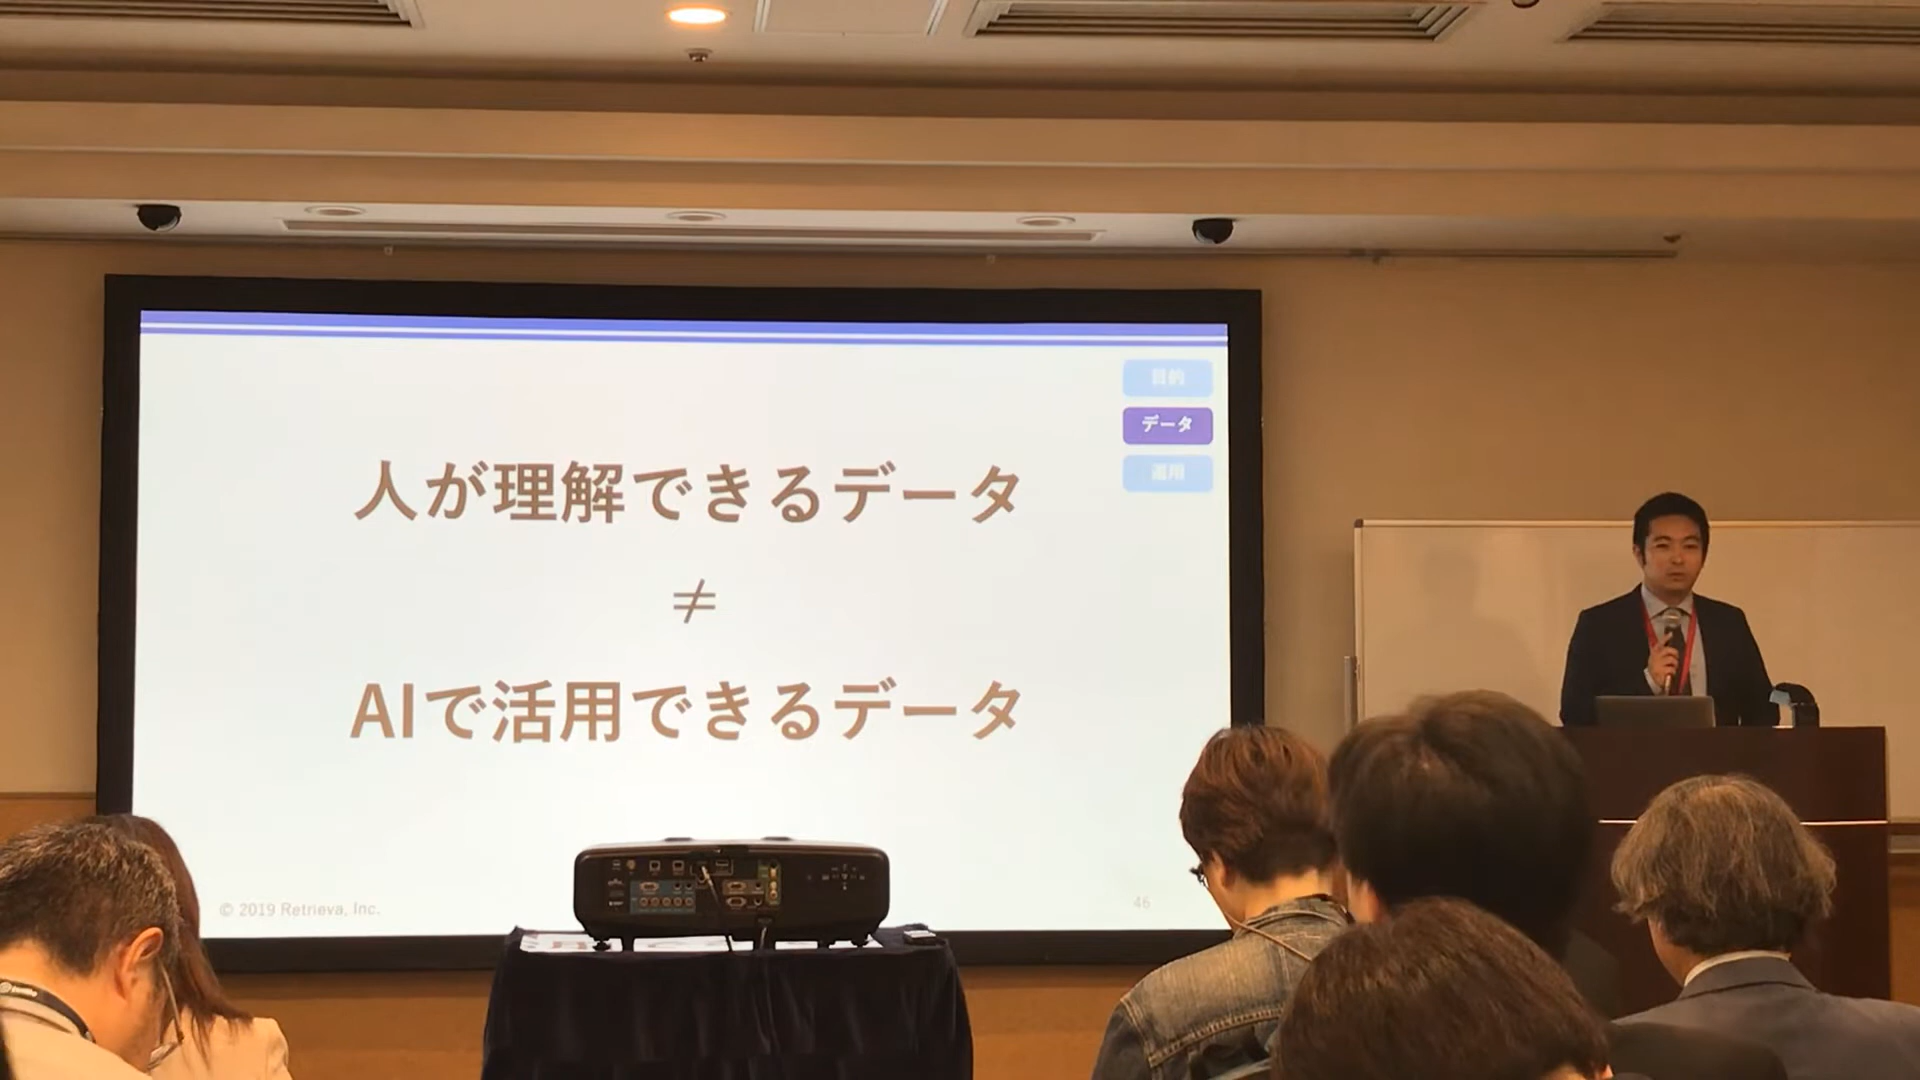 目的
データ
運用
人が理解できるデータ
≠
AIで活用できるデータ
© 2019 Retrieva, Inc.
46